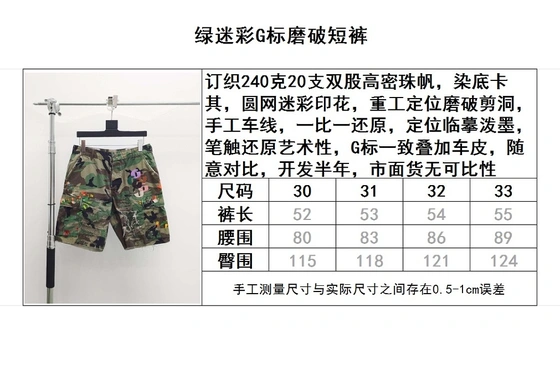 绿迷彩G标磨破短裤
订织240克20支双股高密珠帆，染底卡
其，圆网迷彩印花，重工定位磨破剪洞，
手工车线，一比一还原，定位临摹泼墨，
笔触还原艺术性，G标一致叠加车皮，随
意对比，开发半年，市面货无可比性
尺码 30 31 32 33
裤长 52 53 54 55
腰围 80 83 86 89
臀围 115 118 121 124
手工测量尺寸与实际尺寸之间存在0.5-1cm误差